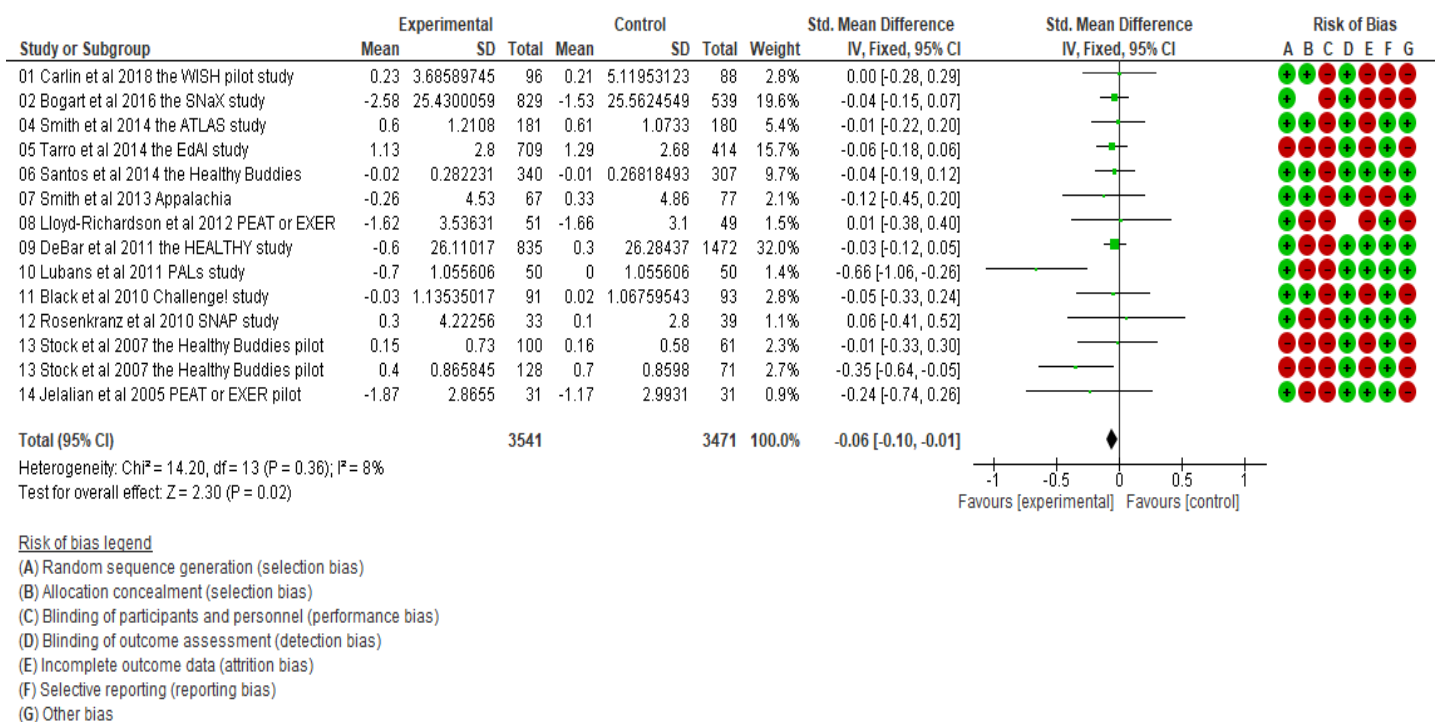 Experimental Control Std. Mean Difference Std. Mean Difference Risk of Bias
Study or Subgroup Mean SD Total Mean SD Total Weight IV, Fixed, 95% CI IV, Fixed, 95% CI A B C D E F G
01 Carlin et al 2018 the WISH pilot study 0.23 3.68589745 96 0.21 5.11953123 88 2.8% 0.00 [-0.28, 0.29] + + - + - - -
02 Bogart et al 2016 the SNaX study -2.58 25.4300059 829 -1.53 25.5624549 539 19.6% -0.04 [-0.15, 0.07] + - + - - -
04 Smith et al 2014 the ATLAS study 0.6 1.2108 181 0.61 1.0733 180 5.4% -0.01 [-0.22, 0.20] + + - + - + +
05 Tarro et al 2014 the EdAl study 1.13 2.8 709 1.29 2.68 414 15.7% -0.06 [-0.18, 0.06] - - - + - + -
06 Santos et al 2014 the Healthy Buddies -0.02 0.282231 340 -0.01 0.26818493 307 9.7% -0.04 [-0.19, 0.12] + + - + + + +
07 Smith et al 2013 Appalachia -0.26 4.53 67 0.33 4.86 77 2.1% -0.12 [-0.45, 0.20] + + - + - - +
08 Lloyd-Richardson et al 2012 PEAT or EXER -1.62 3.53631 51 -1.66 3.1 49 1.5% 0.01 [-0.38, 0.40] + - - - + -
09 DeBar et al 2011 the HEALTHY study -0.6 26.11017 835 0.3 26.28437 1472 32.0% -0.03 [-0.12, 0.05] + - - + + + +
10 Lubans et al 2011 PALs study -0.7 1.055606 50 0 1.055606 50 1.4% -0.66 [-1.06, -0.26] + - - + + + +
11 Black et al 2010 Challenge! study -0.03 1.13535017 91 0.02 1.06759543 93 2.8% -0.05 [-0.33, 0.24] + + - + - + -
12 Rosenkranz et al 2010 SNAP study 0.3 4.22256 33 0.1 2.8 39 1.1% 0.06 [-0.41, 0.52] - - - + + + +
13 Stock et al 2007 the Healthy Buddies pilot 0.15 0.73 100 0.16 0.58 61 2.3% -0.01 [-0.33, 0.30] - - - + - + -
13 Stock et al 2007 the Healthy Buddies pilot 0.4 0.865845 128 0.7 0.8598 71 2.7% -0.35 [-0.64, -0.05] - - - + + + -
14 Jelalian et al 2005 PEAT or EXER pilot -1.87 2.8655 31 -1.17 2.9931 31 0.9% -0.24 [-0.74, 0.26] + - - + + + -
Total (95% CI) 3541 3471 100.0% -0.06 [-0.10, -0.01]
Heterogeneity: Chi² = 14.20, df = 13 (P = 0.36); I² = 8%
Test for overall effect: Z = 2.30 (P = 0.02)
-1 -0.5 0 0.5 1
Favours [experimental] Favours [control]
Risk of bias legend
(A) Random sequence generation (selection bias)
(B) Allocation concealment (selection bias)
(C) Blinding of participants and personnel (performance bias)
(D) Blinding of outcome assessment (detection bias)
(E) Incomplete outcome data (attrition bias)
(F) Selective reporting (reporting bias)
(G) Other bias